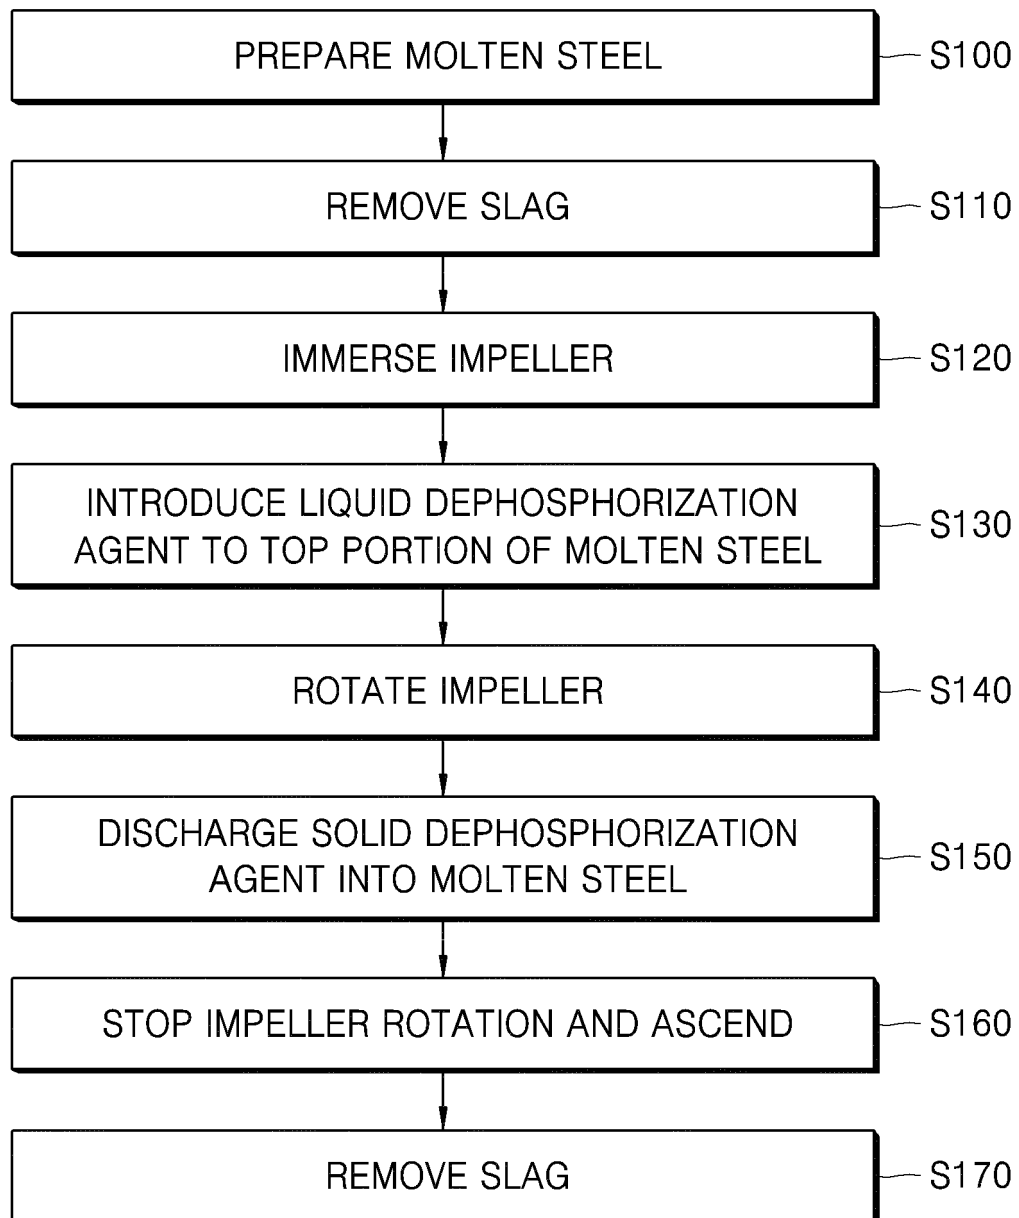 PREPARE MOLTEN STEEL S100
REMOVE SLAG S110
IMMERSE IMPELLER S120
INTRODUCE LIQUID DEPHOSPHORIZATION
AGENT TO TOP PORTION OF MOLTEN STEEL S130
ROTATE IMPELLER S140
DISCHARGE SOLID DEPHOSPHORIZATION
AGENT INTO MOLTEN STEEL S150
STOP IMPELLER ROTATION AND ASCEND S160
REMOVE SLAG S170